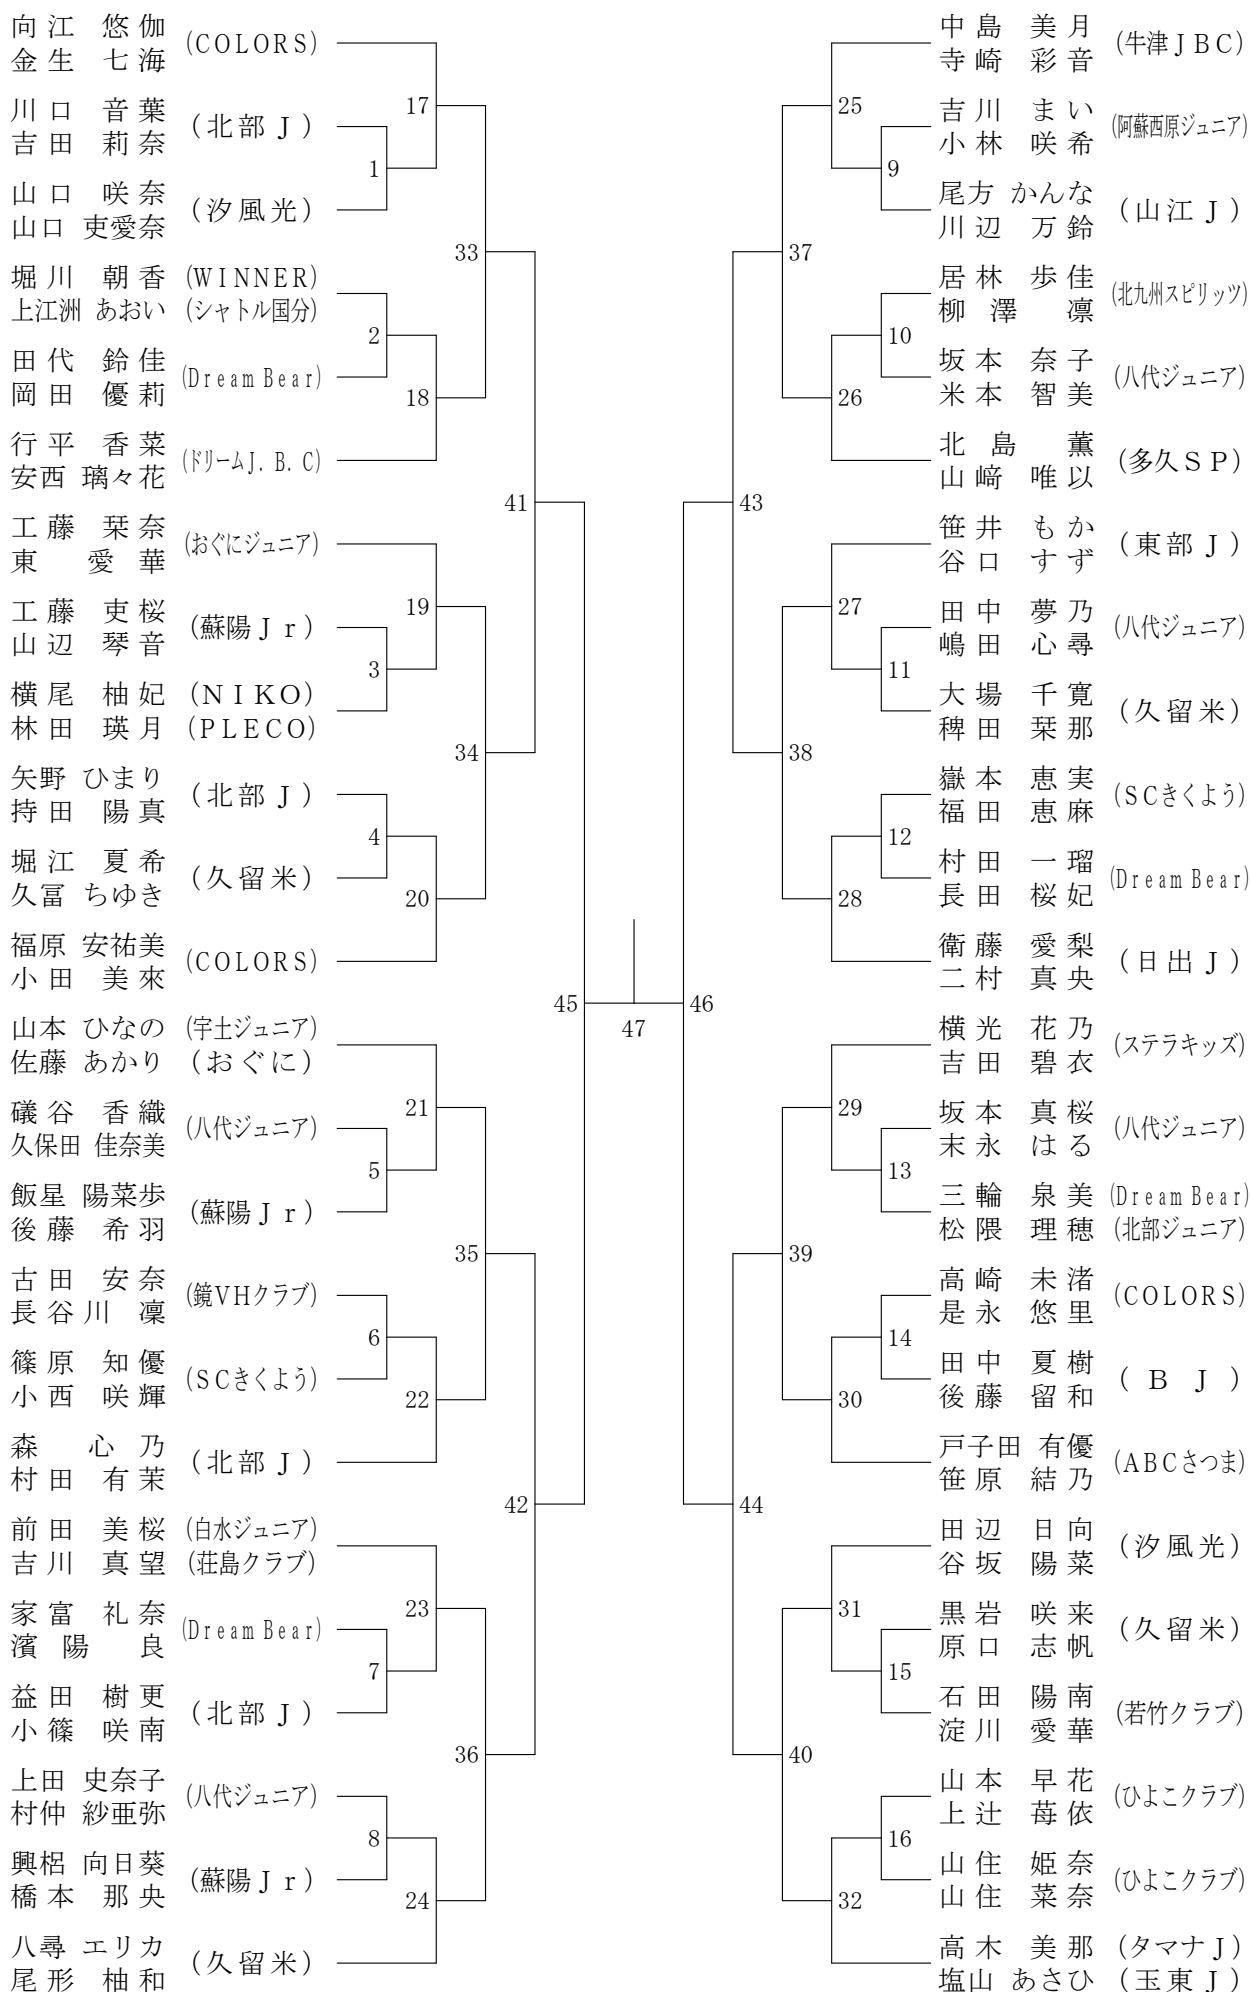 向江 悠伽 (COLORS)
金生 七海
川口 音葉 (北部J)
吉田 莉奈
山口 咲奈 (汐風光)
山口 吏愛奈
堀川 朝香 (WINNER)
上江洲 あおい (シャトル国分)
田代 鈴佳 (Dream Bear)
岡田 優莉
行平 香菜 (ドリームJ.B.C)
安西 璃々花
工藤 栞奈 (おぐにジュニア)
東 愛華
工藤 吏桜 (蘇陽Jr)
山辺 琴音
横尾 柚妃 (NIKO)
林田 瑛月 (PLECO)
矢野 ひまり (北部J)
持田 陽真
堀江 夏希 (久留米)
久冨 ちゆき
福原 安祐美 (COLORS)
小田 美來
山本 ひなの (宇土ジュニア)
佐藤 あかり (おぐに)
礒谷 香織 (八代ジュニア)
久保田 佳奈美
飯星 陽菜歩 (蘇陽Jr)
後藤 希羽
古田 安奈 (鏡VHクラブ)
長谷川 凜
篠原 知優 (SCきくよう)
小西 咲輝
森 心乃 (北部J)
村田 有茉
前田 美桜 (白水ジュニア)
吉川 真望 (荘島クラブ)
家富 礼奈 (Dream Bear)
濱陽 良
益田 樹更 (北部J)
小篠 咲南
上田 史奈子 (八代ジュニア)
村仲 紗亜弥
興梠 向日葵 (蘇陽Jr)
橋本 那央
八尋 エリカ (久留米)
尾形 柚和
1
2
3
4
5
6
7
8
17
18
19
20
21
22
23
24
33
34
35
36
41
42
45
47
46
43
44
37
38
39
40
25
26
27
28
29
30
31
32
9
10
11
12
13
14
15
16
中島 美月 (牛津JBC)
寺崎 彩音
吉川 まい (阿蘇西原ジュニア)
小林 咲希
尾方 かんな (山江J)
川辺 万鈴
居林 歩佳 (北九州スピリッツ)
柳澤 凛
坂本 奈子 (八代ジュニア)
米本 智美
北島 薫 (多久SP)
山﨑 唯以
笹井 もか (東部J)
谷口 すず
田中 夢乃 (八代ジュニア)
嶋田 心尋
大場 千寛 (久留米)
稗田 栞那
嶽本 恵実 (SCきくよう)
福田 恵麻
村田 一瑠 (Dream Bear)
長田 桜妃
衛藤 愛梨 (日出J)
二村 真央
横光 花乃 (ステラキッズ)
吉田 碧衣
坂本 真桜 (八代ジュニア)
末永 はる
三輪 泉美 (Dream Bear)
松隈 理穂 (北部ジュニア)
高崎 未渚 (COLORS)
是永 悠里
田中 夏樹 (BJ)
後藤 留和
戸子田 有優 (ABCさつま)
笹原 結乃
田辺 日向 (汐風光)
谷坂 陽菜
黒岩 咲来 (久留米)
原口 志帆
石田 陽南 (若竹クラブ)
淀川 愛華
山本 早花 (ひよこクラブ)
上辻 苺依
山住 姫奈 (ひよこクラブ)
山住 菜奈
高木 美那 (タマナJ)
塩山 あさひ (玉東J)